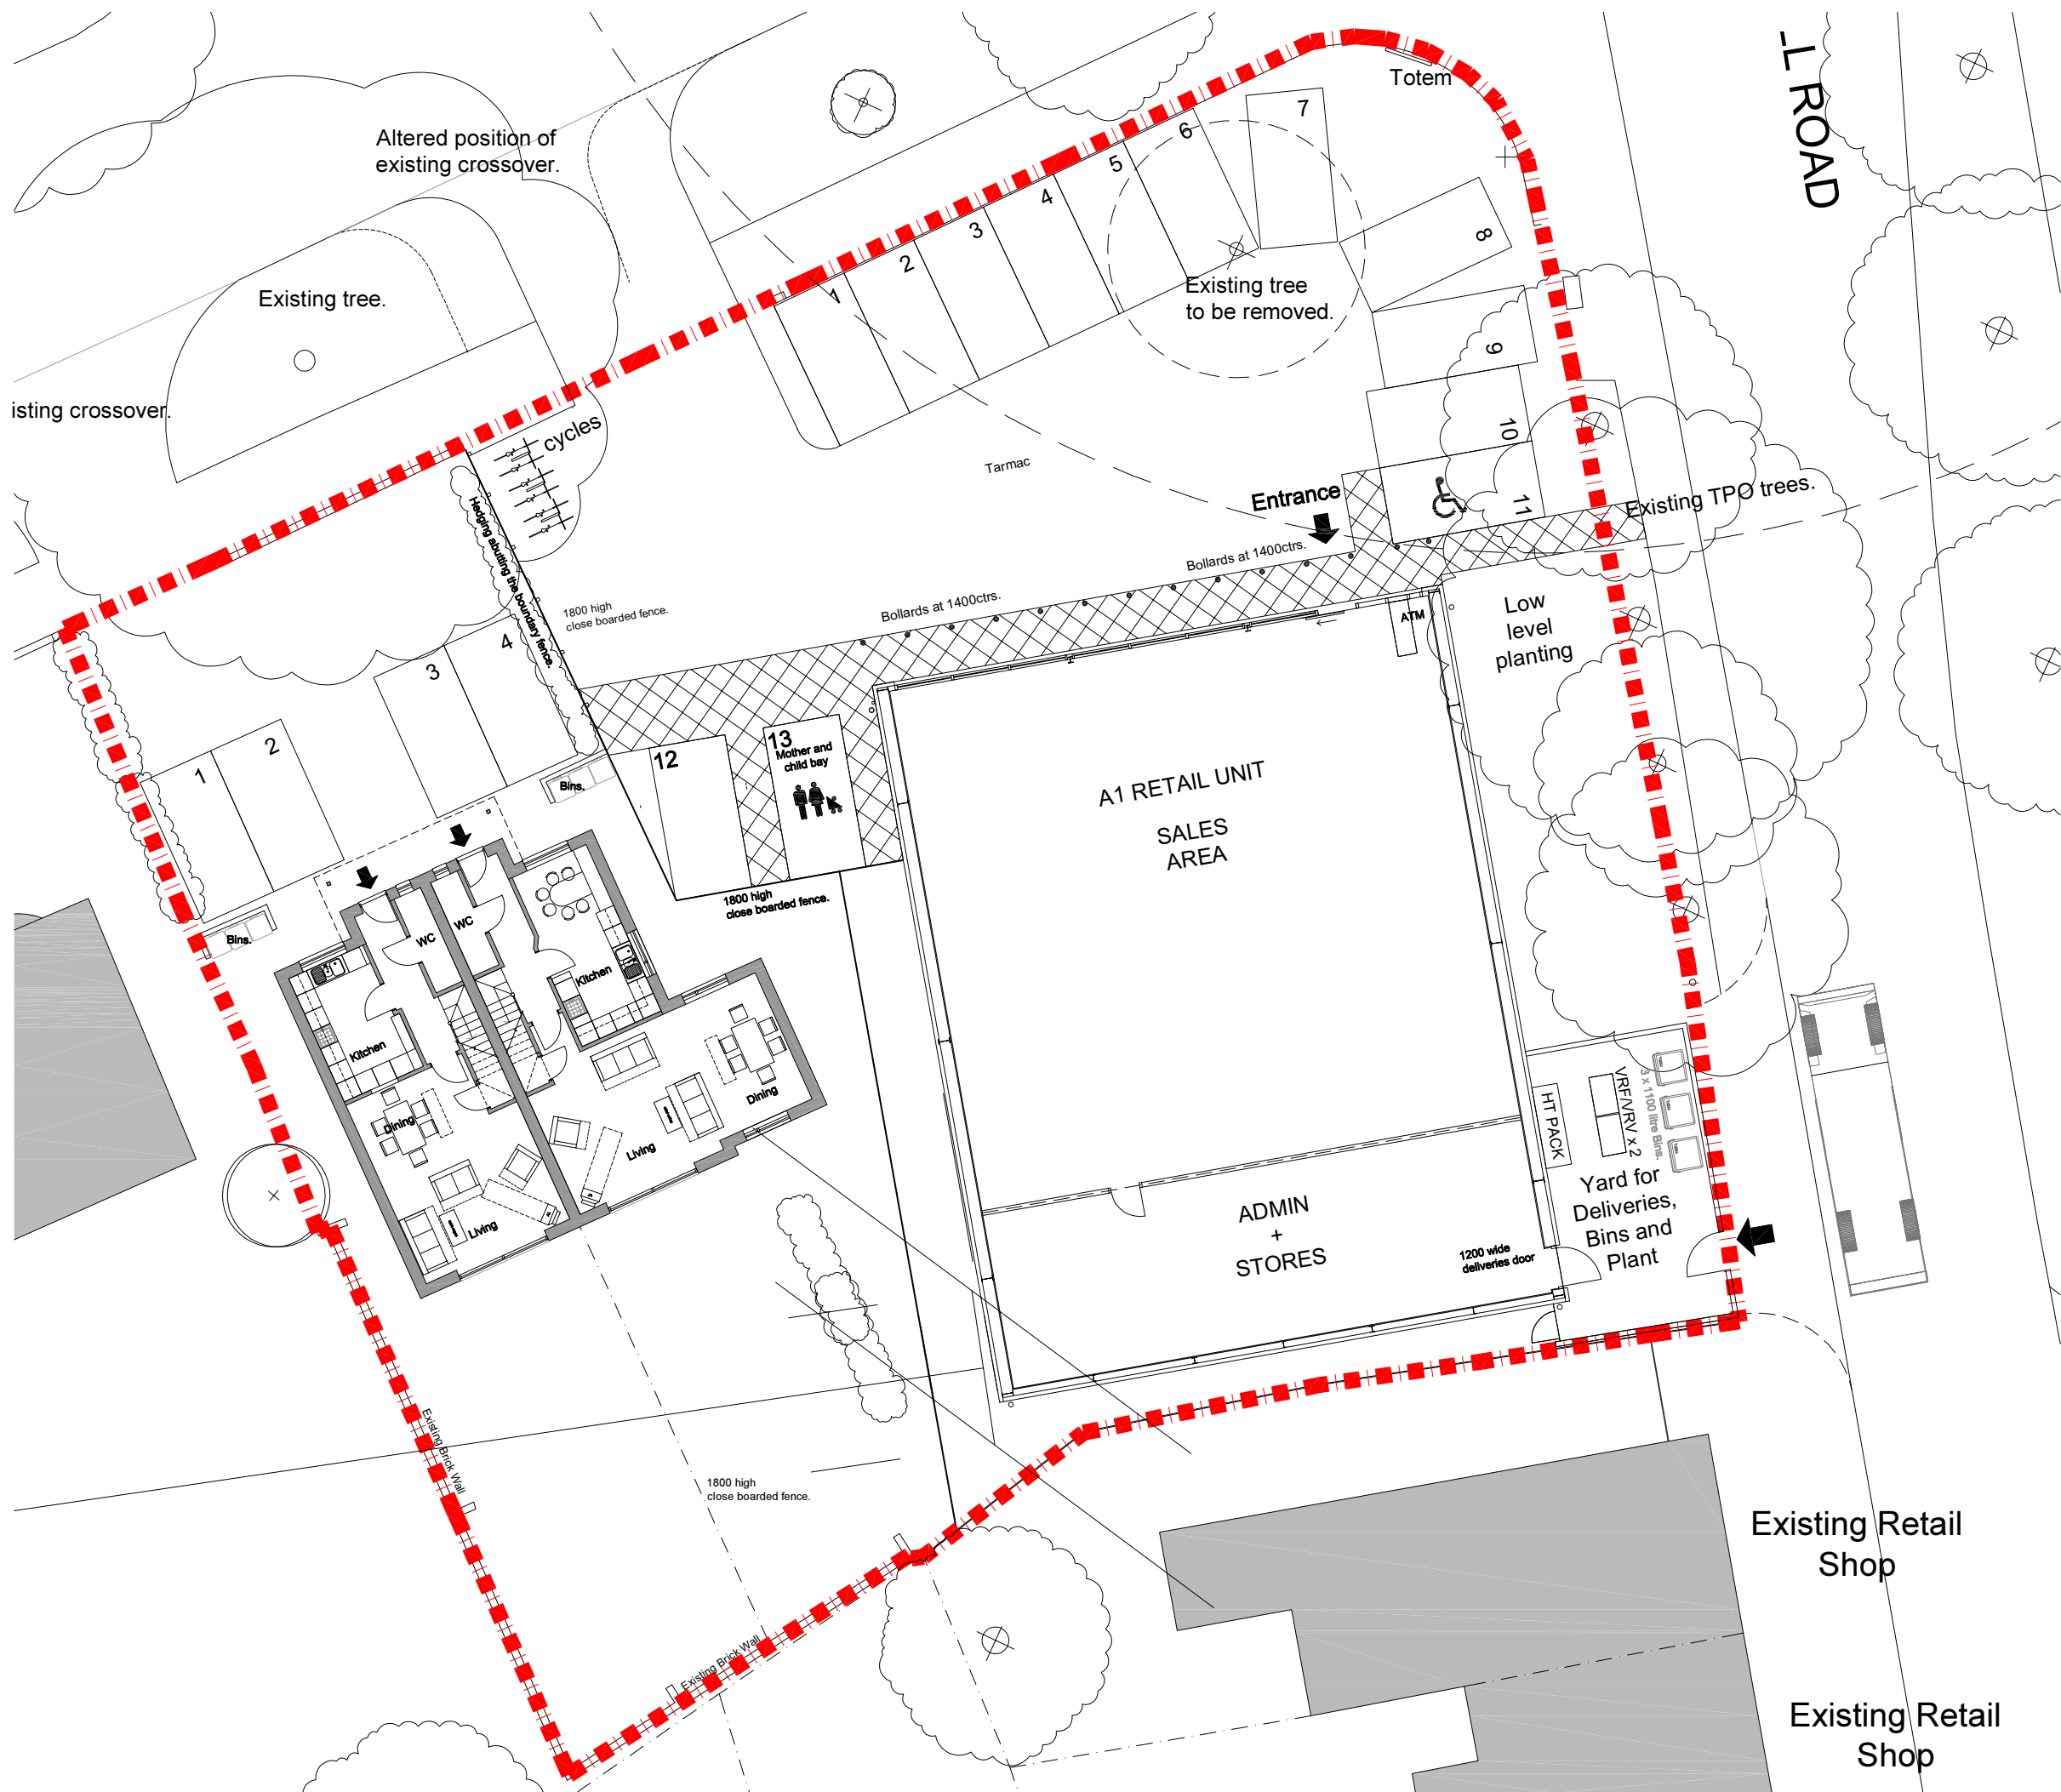 Totem
-L ROAD
Altered position of
existing crossover.
Existing tree.
isting crossover.
7
6
5
4
3
2
1
8
9
10
11
Existing tree
to be removed.
cycles
Tarmac
Entrance
Existing TPO trees.
Hedging abutting the boundary fence.
1800 high
close boarded fence.
Bollards at 1400ctrs.
Bollards at 1400ctrs.
ATM
Low
level
planting
1
2
3
4
12
13
Mother and
child bay
Bins.
Bins.
1800 high
close boarded fence.
A1 RETAIL UNIT
SALES
AREA
WC
WC
Kitchen
Kitchen
Dining
Dining
Living
Living
HT PACK
VRF/VRV x 2
3 x 1100 litre Bins.
Yard for
Deliveries,
Bins and
Plant
ADMIN
+
STORES
1200 wide
deliveries door
Existing Brick Wall
1800 high
close boarded fence.
Existing Brick Wall
Existing Retail
Shop
Existing Retail
Shop